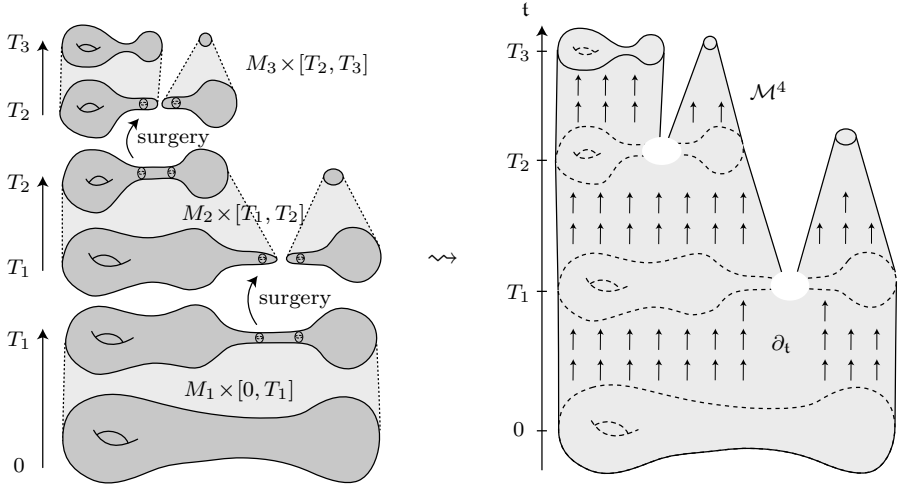 T₃
M₃ × [T₂, T₃]
T₂
surgery
T₂
M₂ × [T₁, T₂]
T₁
surgery
T₁
M₁ × [0, T₁]
0
⇝
𝔱
T₃
ℳ⁴
T₂
T₁
∂_𝔱
0